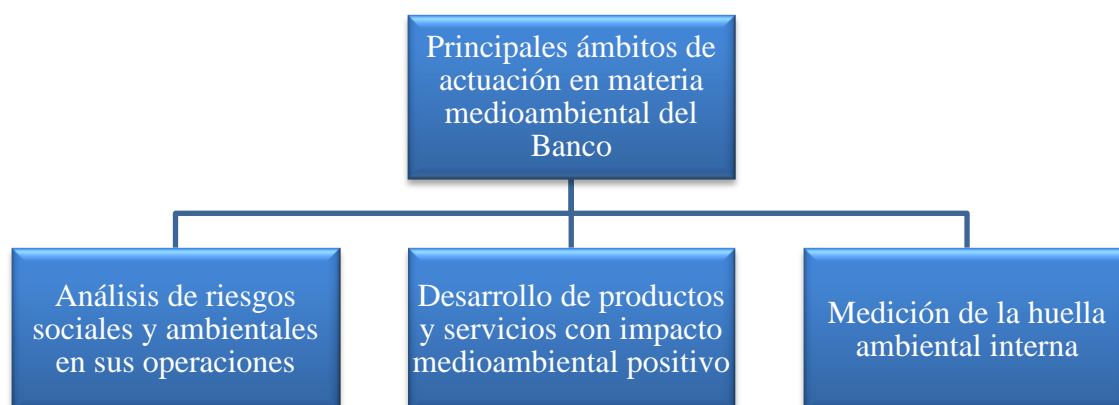 Principales ámbitos de
actuación en materia
medioambiental del
Banco
Análisis de riesgos
sociales y ambientales
en sus operaciones
Desarrollo de productos
y servicios con impacto
medioambiental positivo
Medición de la huella
ambiental interna